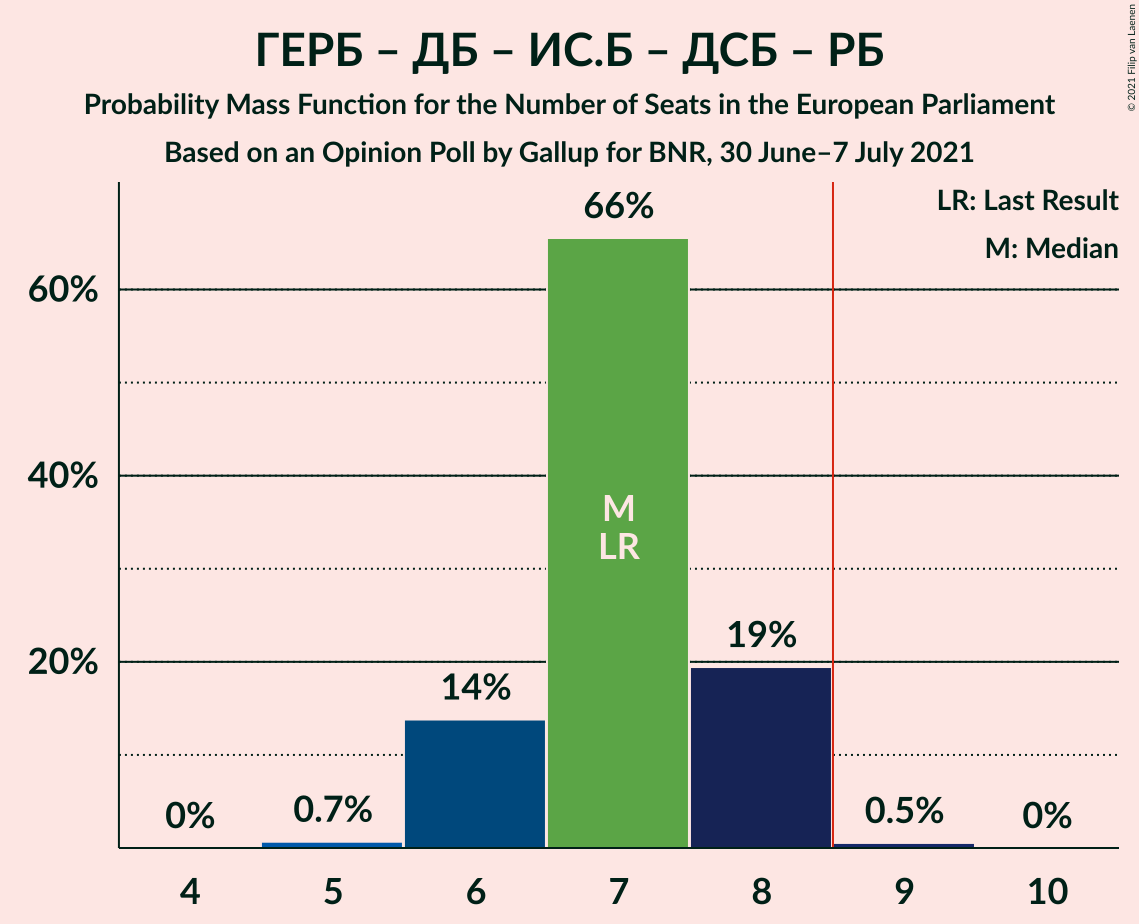 ГЕРБ – ДБ – ИС.Б – ДСБ – РБ
Probability Mass Function for the Number of Seats in the European Parliament
Based on an Opinion Poll by Gallup for BNR, 30 June–7 July 2021
© 2021 Filip van Laenen
LR: Last Result
M: Median
66%
60%
40%
M
LR
19%
20%
14%
0%
0.7%
0.5%
0%
4
5
6
7
8
9
10